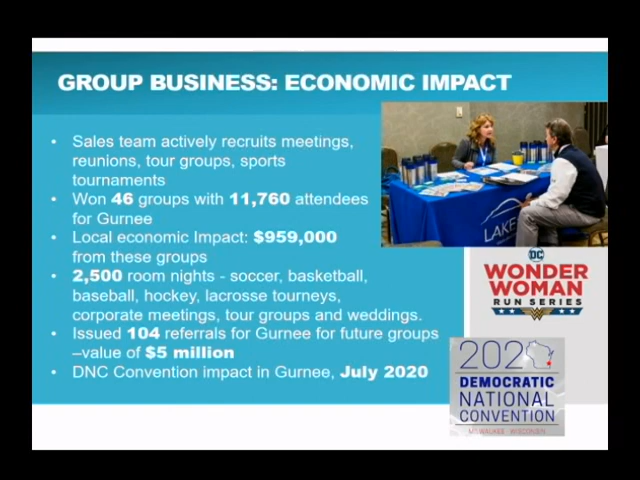 GROUP BUSINESS: ECONOMIC IMPACT
• Sales team actively recruits meetings,
reunions, tour groups, sports
tournaments
• Won 46 groups with 11,760 attendees
for Gurnee
• Local economic Impact: $959,000
from these groups
• 2,500 room nights - soccer, basketball,
baseball, hockey, lacrosse tourneys,
corporate meetings, tour groups and weddings.
• Issued 104 referrals for Gurnee for future groups
–value of $5 million
• DNC Convention impact in Gurnee, July 2020
LAKE
DC
WONDER
WOMAN
RUN SERIES
2020
DEMOCRATIC
NATIONAL
CONVENTION
MILWAUKEE WISCONSIN